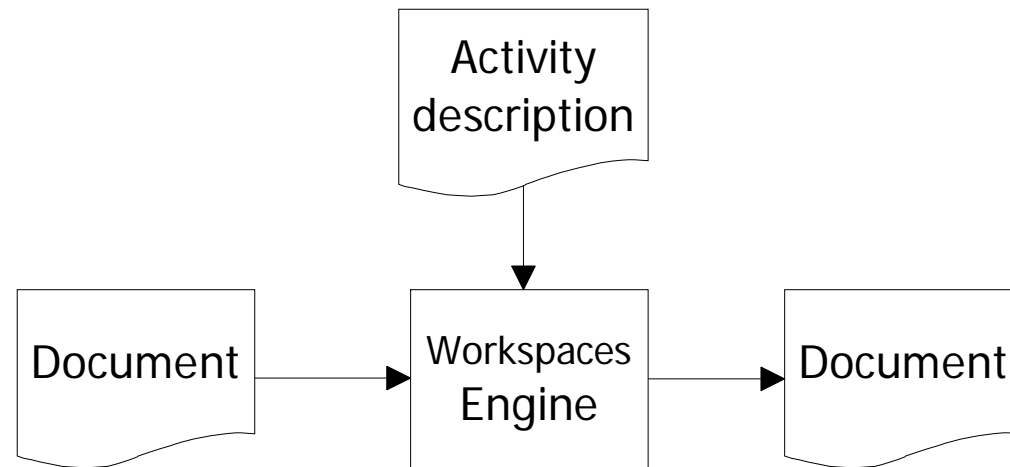 Activity
description
Document
Workspaces
Engine
Document